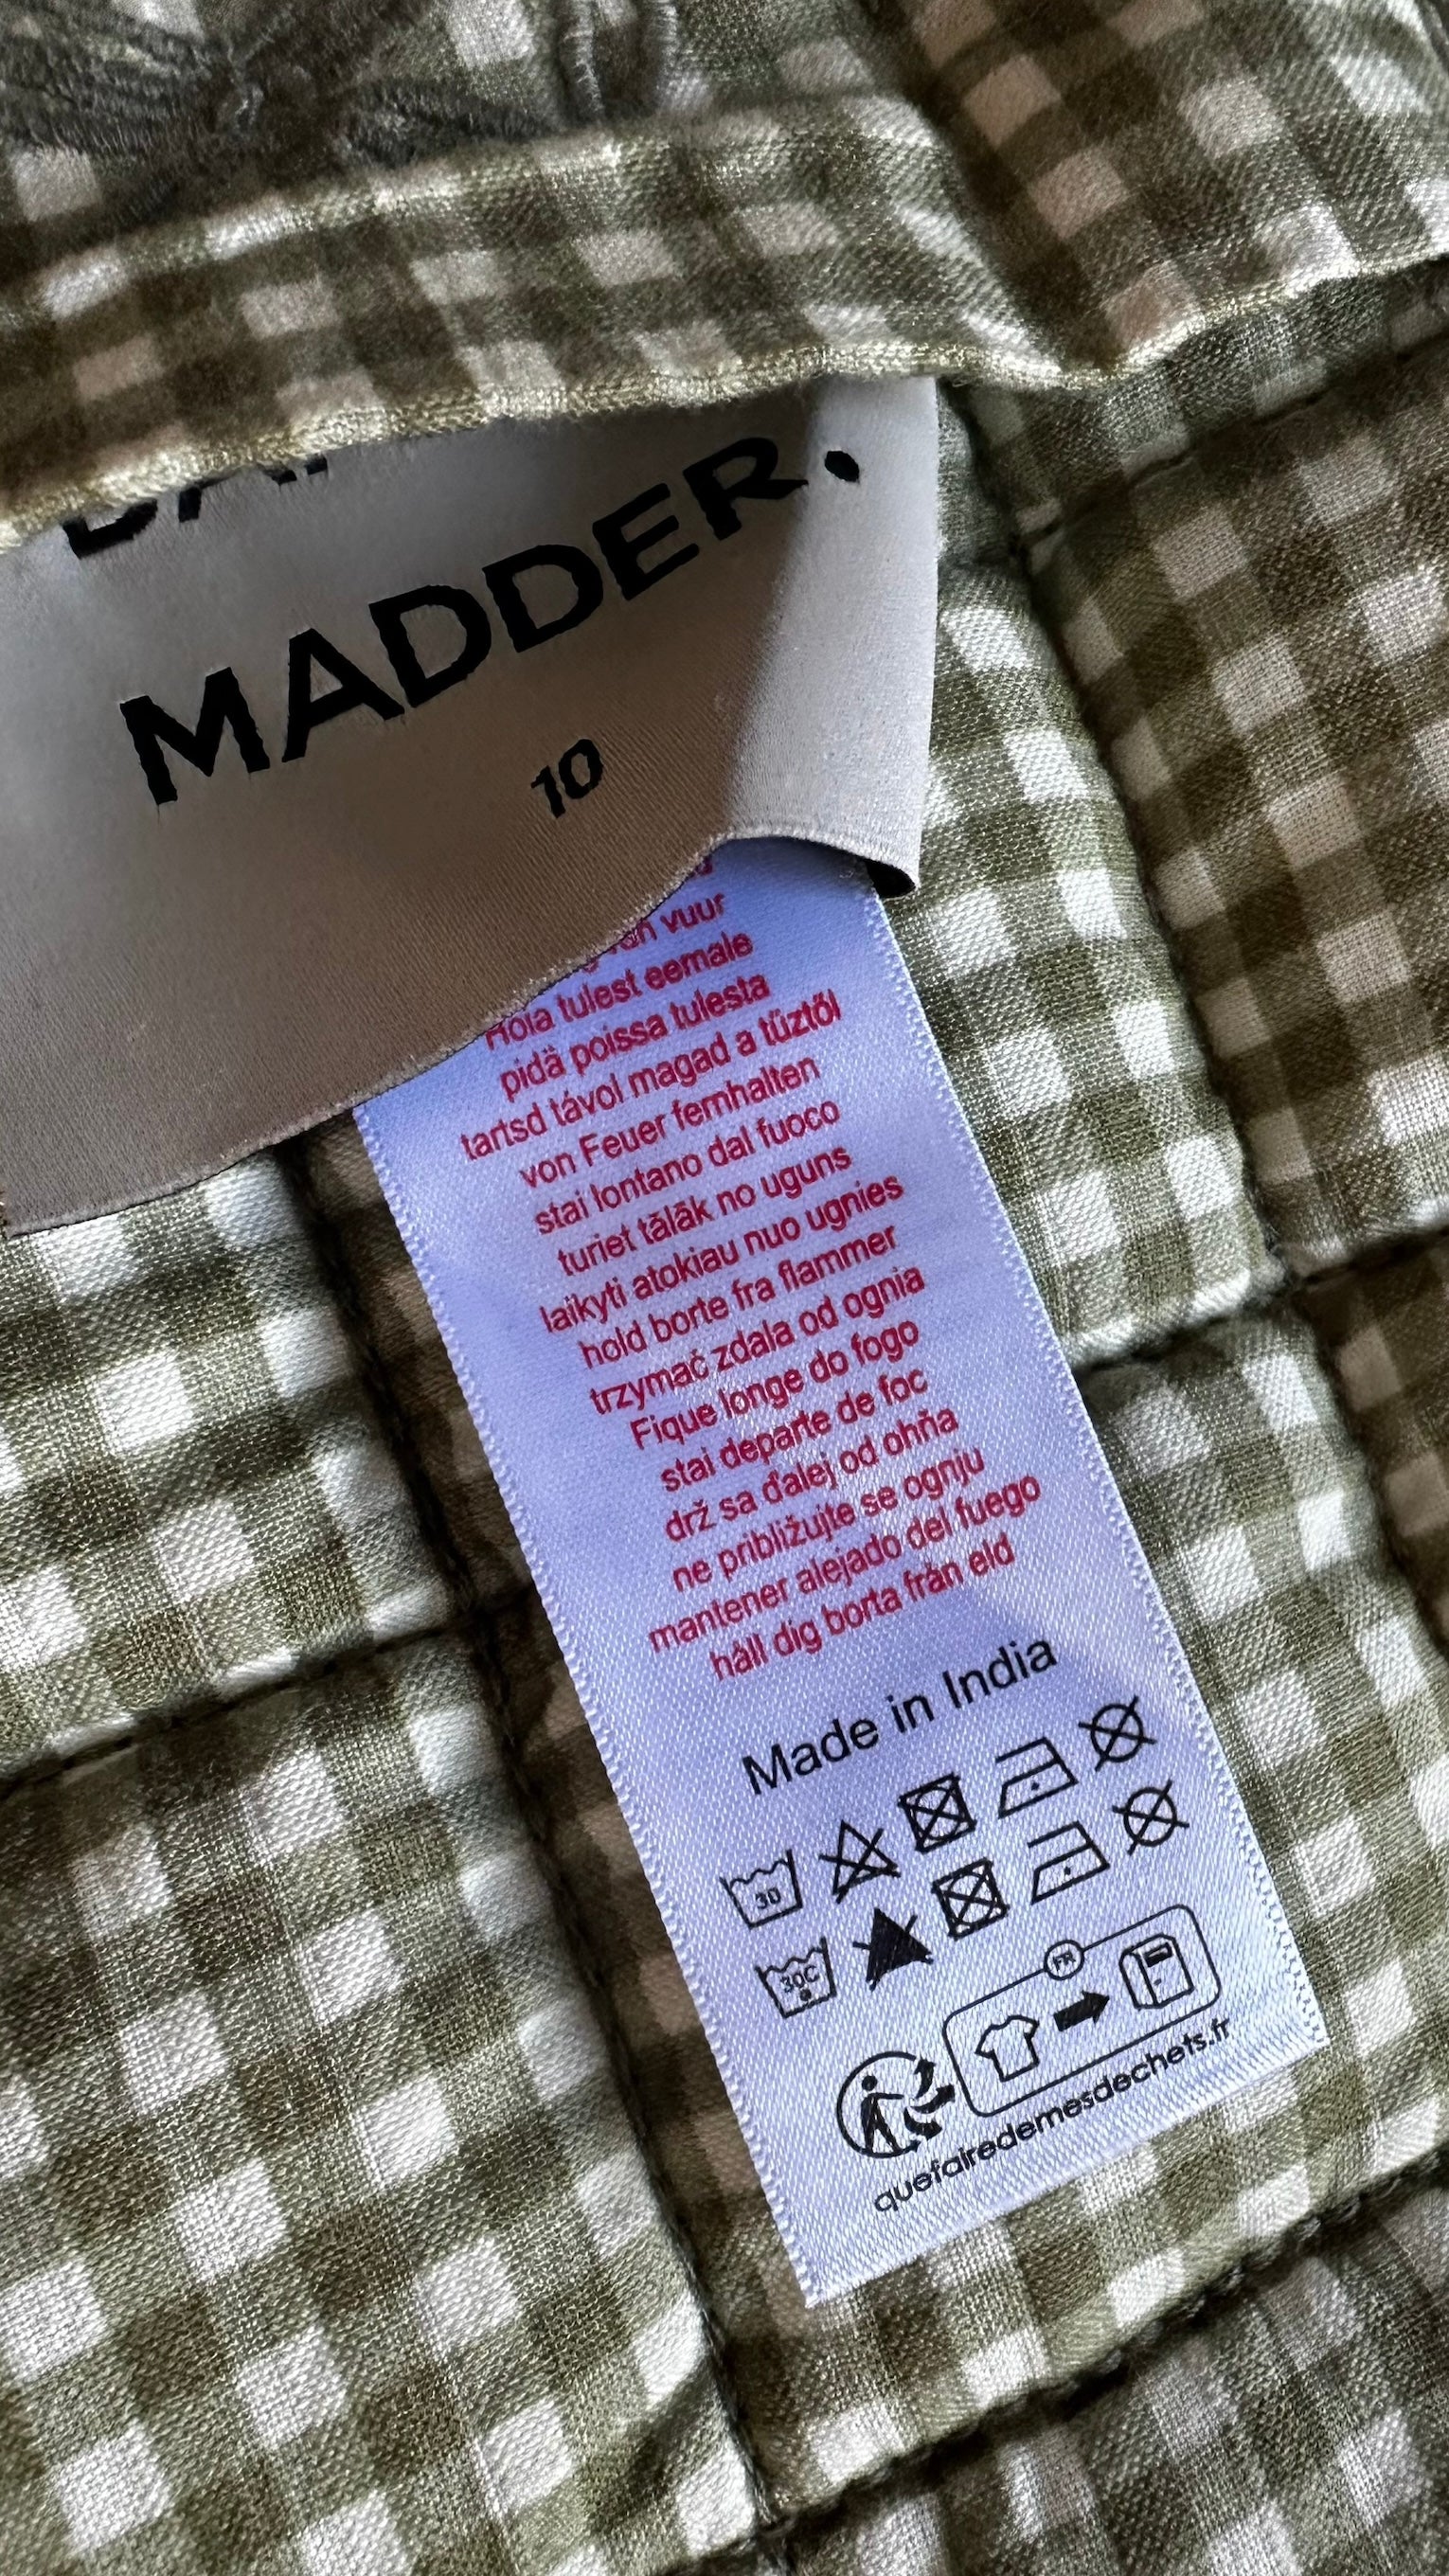 MADDER.
10
vuur
Hoia tulest eemale
pidä poissa tulesta
tartsd távol magad a tűztől
von Feuer fernhalten
stai lontano dal fuoco
turiet tālāk no uguns
laikyti atokiau nuo ugnies
hold borte fra flammer
trzymać zdala od ognia
Fique longe do fogo
stai departe de foc
drž sa ďalej od ohňa
ne približujte se ognju
mantener alejado del fuego
håll dig borta från eld
Made in India
30
30C
FR
quefairedemesdechets.fr